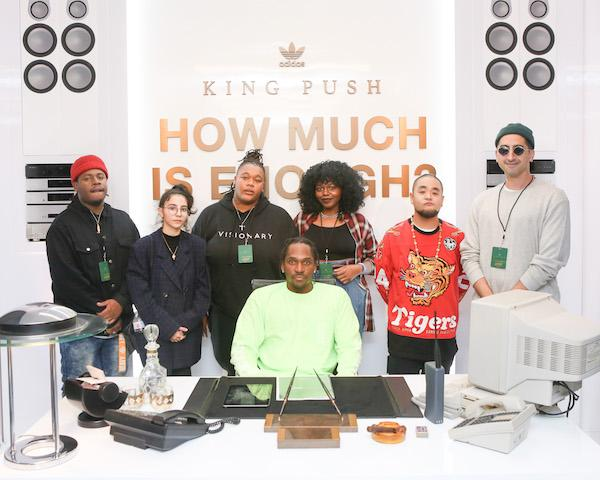 adidas
KING PUSH
HOW MUCH
IS ENOUGH?
VISIONARY
Tigers